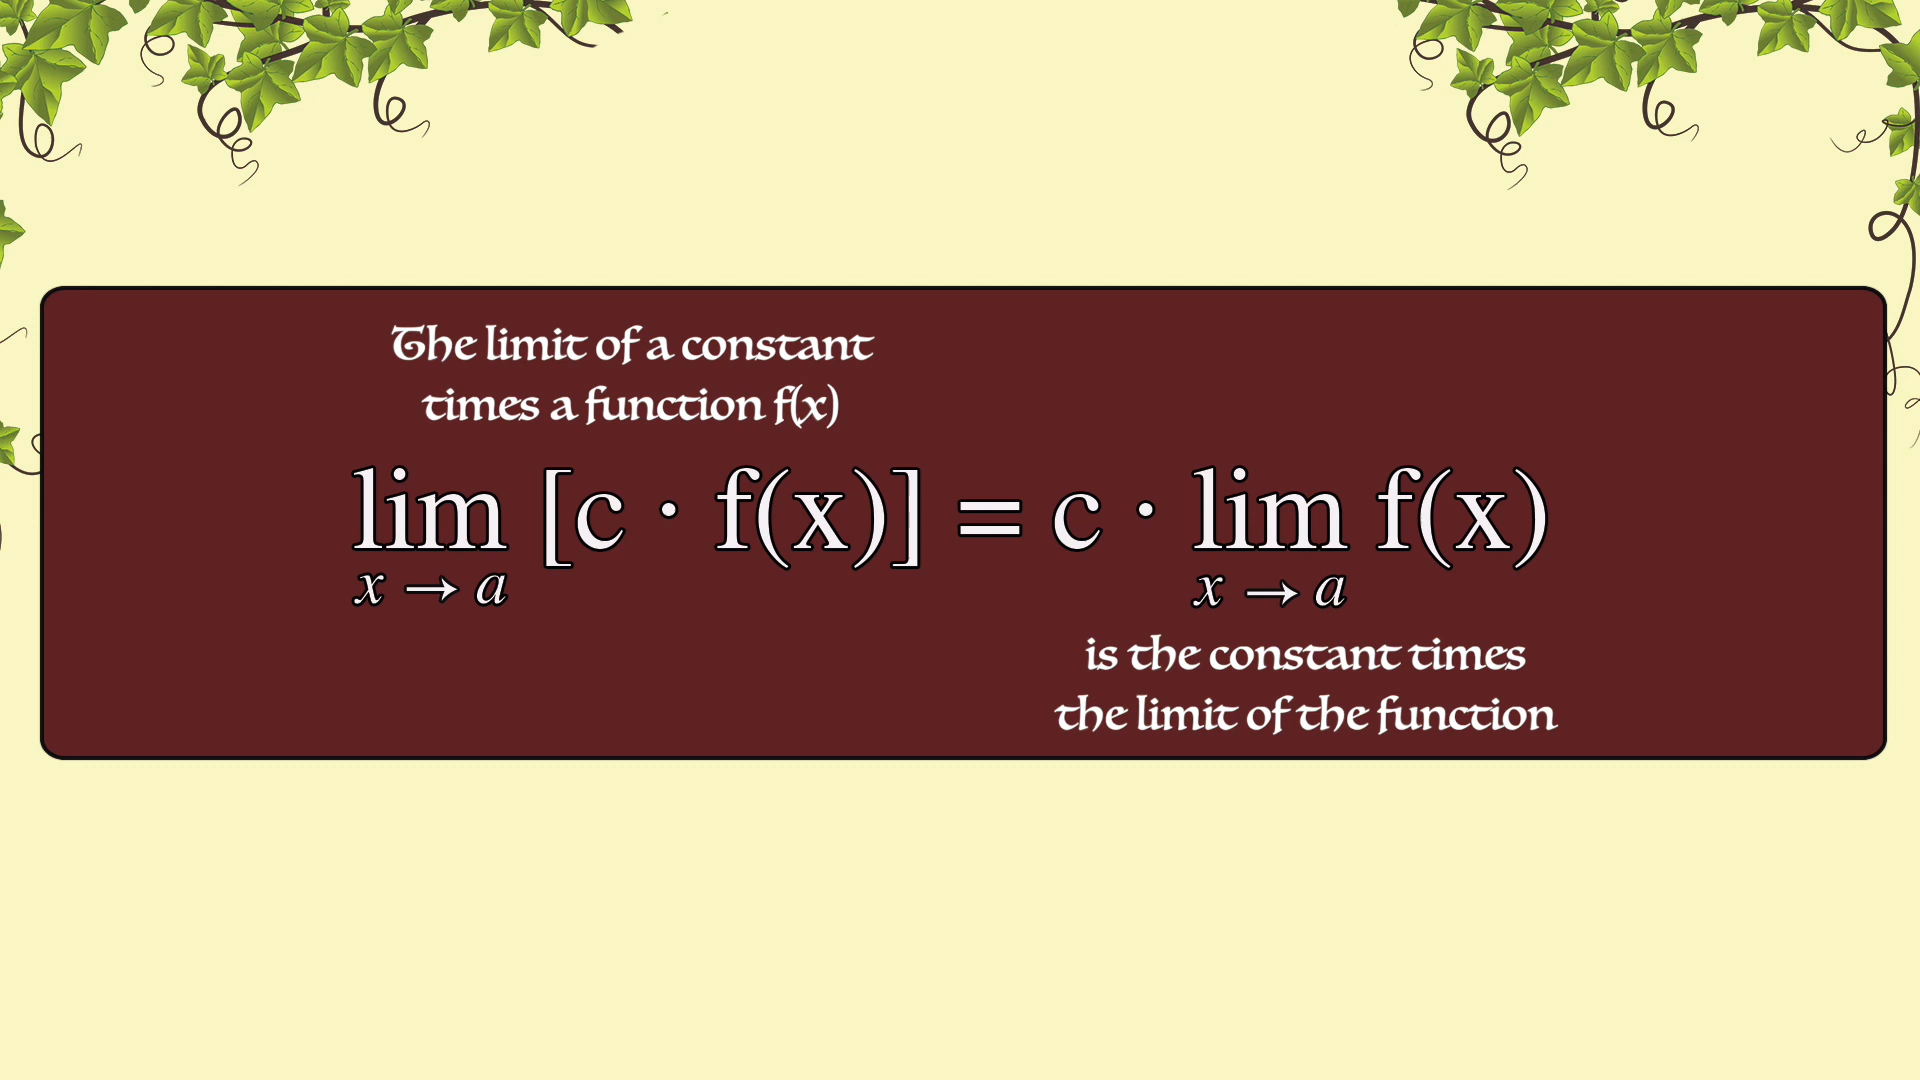 The limit of a constant
times a function f(x)
lim [c · f(x)] = c · lim f(x)
x → a x → a
is the constant times
the limit of the function